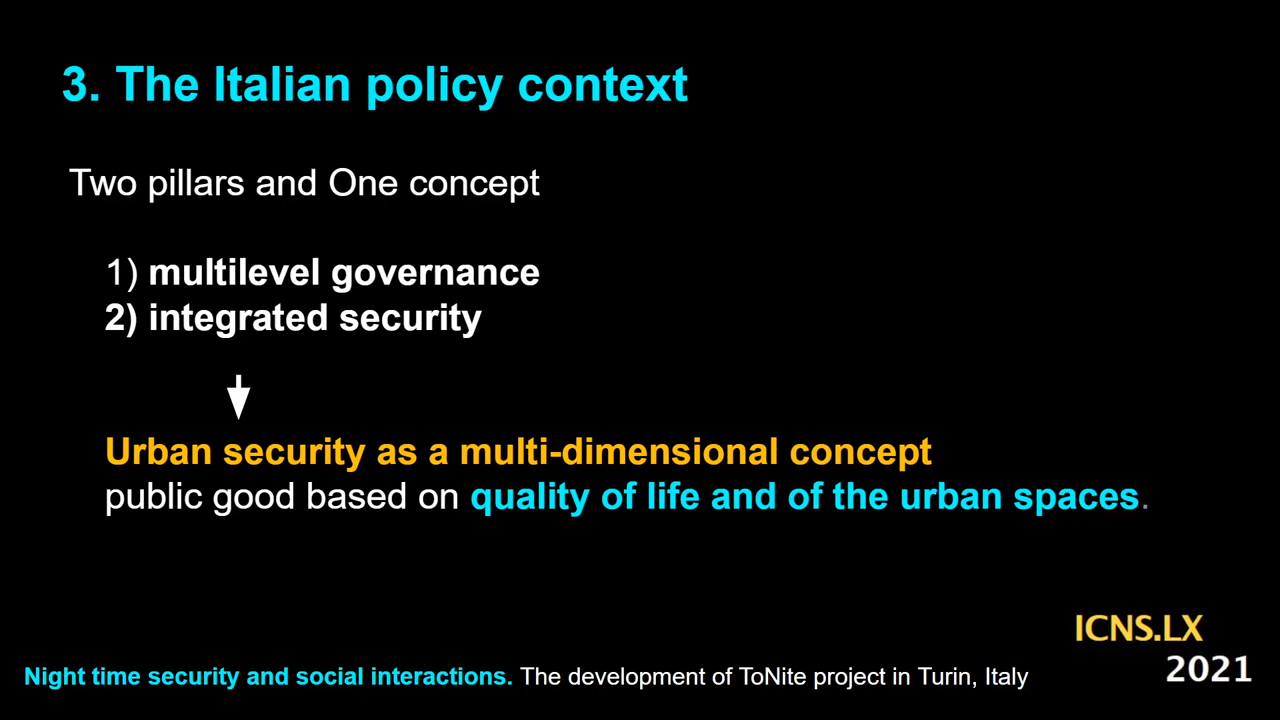 3. The Italian policy context
Two pillars and One concept
1) multilevel governance
2) integrated security
Urban security as a multi-dimensional concept
public good based on quality of life and of the urban spaces.
ICNS.LX
2021
Night time security and social interactions. The development of ToNite project in Turin, Italy